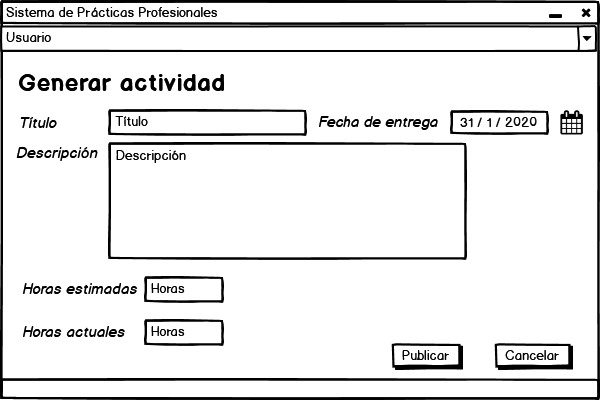 Sistema de Prácticas Profesionales
Usuario
Generar actividad
Título Título Fecha de entrega 31 / 1 / 2020
Descripción Descripción
Horas estimadas Horas
Horas actuales Horas
Publicar Cancelar